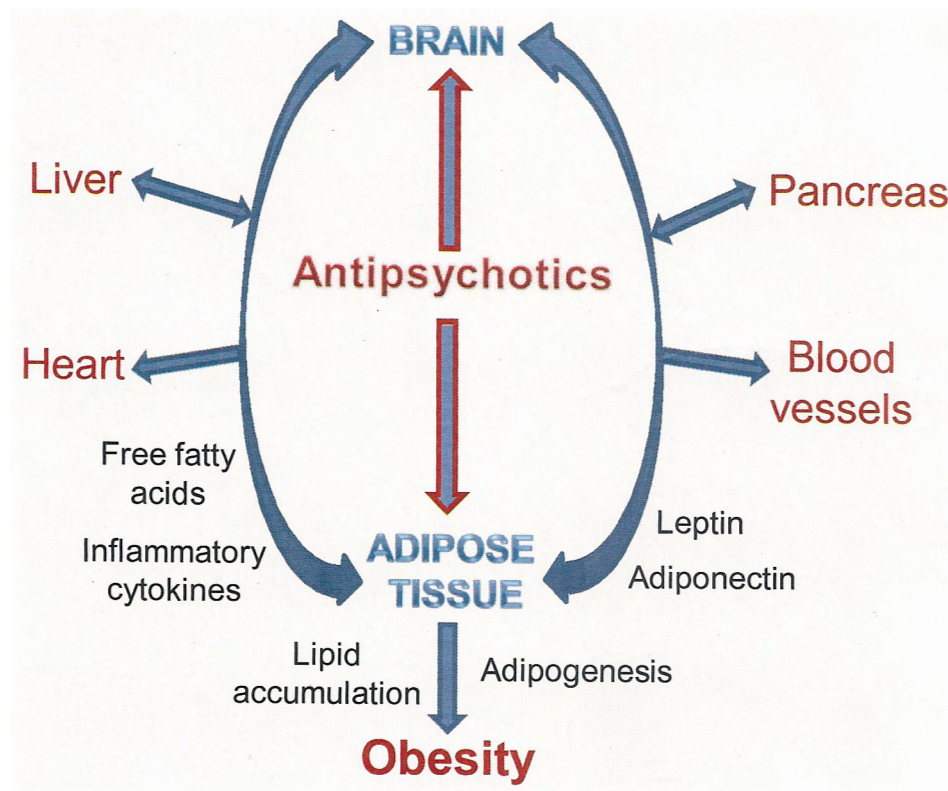 BRAIN
Liver
Pancreas
Antipsychotics
Heart
Blood
vessels
Free fatty
acids
Inflammatory
cytokines
Leptin
Adiponectin
ADIPOSE
TISSUE
Lipid
accumulation
Adipogenesis
Obesity